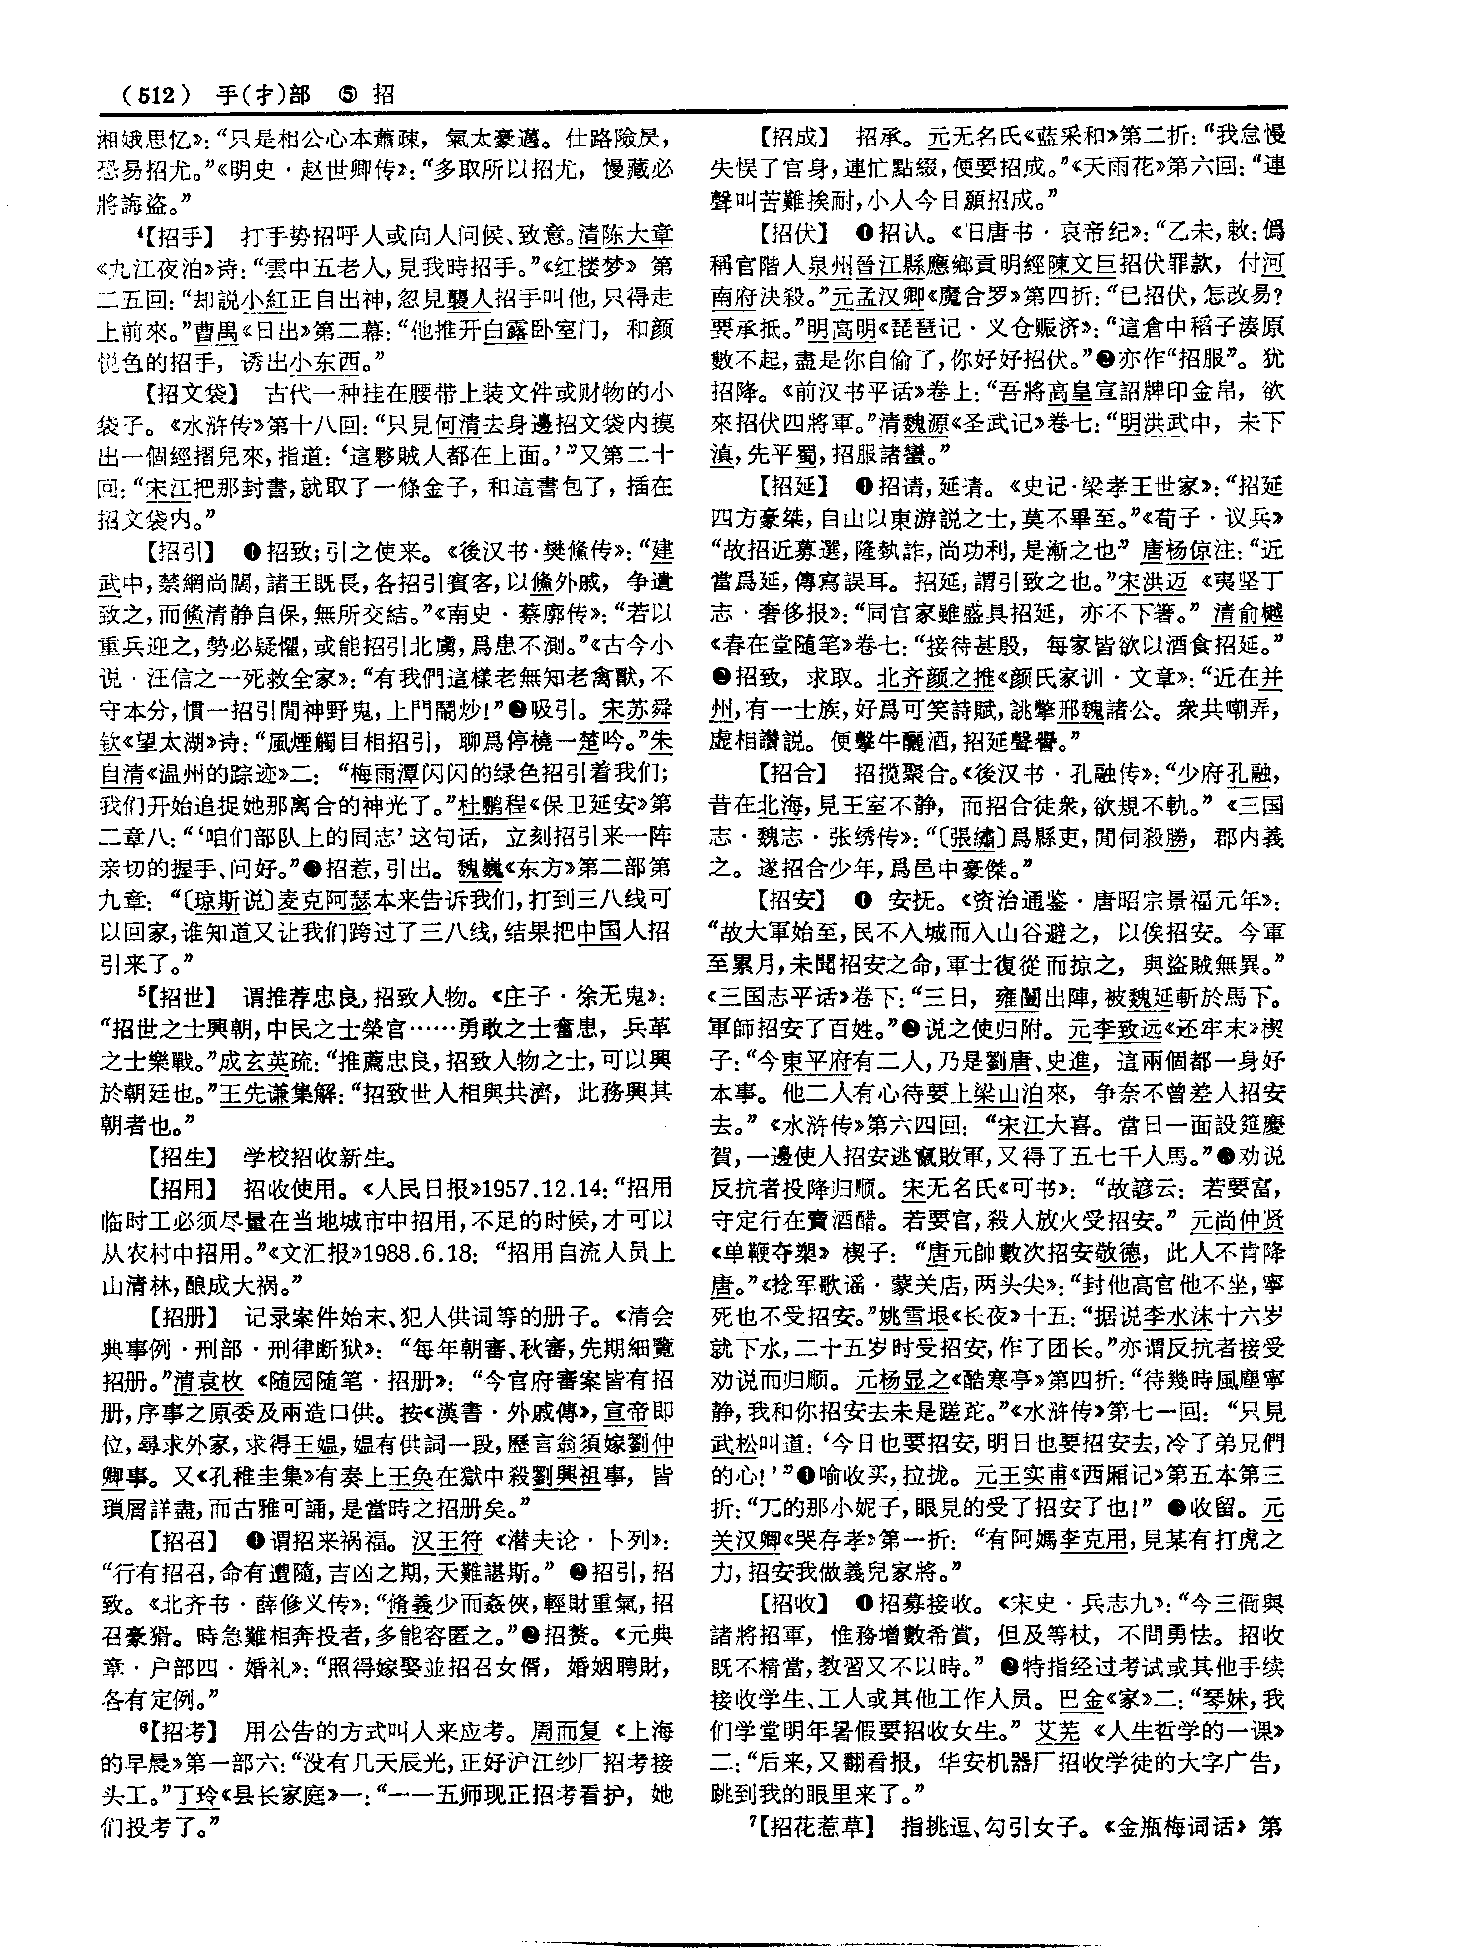 (512) 手(扌)部 ⑤ 招
湘娥思忆》：“只是相公心本蕭疎，氣太豪邁。仕路險戾，
恐易招尤。”《明史·赵世卿传》：“多取所以招尤，慢藏必
將誨盗。”
⁴【招手】 打手势招呼人或向人问候、致意。清陈大章
《九江夜泊》诗：“雲中五老人，見我時招手。”《红楼梦》第
二五回：“却説小紅正自出神，忽見襲人招手叫他，只得走
上前來。”曹禺《日出》第二幕：“他推开白露卧室门，和颜
悦色的招手，诱出小东西。”
【招文袋】 古代一种挂在腰带上装文件或财物的小
袋子。《水浒传》第十八回：“只見何清去身邊招文袋内摸
出一個經摺兒來，指道：‘這夥賊人都在上面。’”又第二十
回：“宋江把那封書，就取了一條金子，和這書包了，插在
招文袋内。”
【招引】 ❶招致；引之使来。《後汉书·樊鯈传》：“建
武中，禁網尚闊，諸王既長，各招引賓客，以鯈外戚，争遣
致之，而鯈清静自保，無所交結。”《南史·蔡廓传》：“若以
重兵迎之，勢必疑懼，或能招引北虜，爲患不測。”《古今小
说·汪信之一死救全家》：“有我們這樣老無知老禽獸，不
守本分，慣一招引閒神野鬼，上門鬧炒！”❷吸引。宋苏舜
钦《望太湖》诗：“風煙觸目相招引，聊爲停橈一楚吟。”朱
自清《温州的踪迹》二：“梅雨潭闪闪的绿色招引着我们；
我们开始追捉她那离合的神光了。”杜鹏程《保卫延安》第
二章八：“‘咱们部队上的同志’这句话，立刻招引来一阵
亲切的握手、问好。”❸招惹，引出。魏巍《东方》第二部第
九章：“〔琼斯说〕麦克阿瑟本来告诉我们，打到三八线可
以回家，谁知道又让我们跨过了三八线，结果把中国人招
引来了。”
⁵【招世】 谓推荐忠良，招致人物。《庄子·徐无鬼》：
“招世之士興朝，中民之士榮官……勇敢之士奮患，兵革
之士樂戰。”成玄英疏：“推薦忠良，招致人物之士，可以興
於朝廷也。”王先谦集解：“招致世人相與共濟，此務興其
朝者也。”
【招生】 学校招收新生。
【招用】 招收使用。《人民日报》1957.12.14：“招用
临时工必须尽量在当地城市中招用，不足的时候，才可以
从农村中招用。”《文汇报》1988.6.18：“招用自流人员上
山清林，酿成大祸。”
【招册】 记录案件始末、犯人供词等的册子。《清会
典事例·刑部·刑律断狱》：“每年朝審、秋審，先期細覽
招册。”清袁枚《随园随笔·招册》：“今官府審案皆有招
册，序事之原委及兩造口供。按《漢書·外戚傳》，宣帝即
位，尋求外家，求得王媼，媼有供詞一段，歷言翁須嫁劉仲
卿事。又《孔稚圭集》有奏上王奂在獄中殺劉興祖事，皆
瑣屑詳盡，而古雅可誦，是當時之招册矣。”
【招召】 ❶谓招来祸福。汉王符《潜夫论·卜列》：
“行有招召，命有遭隨，吉凶之期，天難諶斯。”❷招引，招
致。《北齐书·薛修义传》：“脩義少而姦俠，輕財重氣，招
召豪猾。時急難相奔投者，多能容匿之。”❸招赘。《元典
章·户部四·婚礼》：“照得嫁娶並招召女婿，婚姻聘財，
各有定例。”
⁶【招考】 用公告的方式叫人来应考。周而复《上海
的早晨》第一部六：“没有几天辰光，正好沪江纱厂招考接
头工。”丁玲《县长家庭》一：“一一五师现正招考看护，她
们投考了。”
【招成】 招承。元无名氏《蓝采和》第二折：“我怠慢
失悮了官身，連忙點綴，便要招成。”《天雨花》第六回：“連
聲叫苦難挨耐，小人今日願招成。”
【招伏】 ❶招认。《旧唐书·哀帝纪》：“乙未，敕：僞
稱官階人泉州晉江縣應鄉貢明經陳文巨招伏罪款，付河
南府決殺。”元孟汉卿《魔合罗》第四折：“已招伏，怎改易？
要承抵。”明高明《琵琶记·义仓赈济》：“這倉中稻子湊原
數不起，盡是你自偷了，你好好招伏。”❷亦作“招服”。犹
招降。《前汉书平话》卷上：“吾將高皇宣詔牌印金帛，欲
來招伏四將軍。”清魏源《圣武记》卷七：“明洪武中，未下
滇，先平蜀，招服諸蠻。”
【招延】 ❶招请，延请。《史记·梁孝王世家》：“招延
四方豪桀，自山以東游説之士，莫不畢至。”《荀子·议兵》
“故招近募選，隆埶詐，尚功利，是漸之也”唐杨倞注：“近
當爲延，傳寫誤耳。招延，謂引致之也。”宋洪迈《夷坚丁
志·奢侈报》：“同官家雖盛具招延，亦不下箸。”清俞樾
《春在堂随笔》卷七：“接待甚殷，每家皆欲以酒食招延。”
❷招致，求取。北齐颜之推《颜氏家训·文章》：“近在并
州，有一士族，好爲可笑詩賦，誂擎邢魏諸公。衆共嘲弄，
虚相讚説。便擊牛釃酒，招延聲譽。”
【招合】 招揽聚合。《後汉书·孔融传》：“少府孔融，
昔在北海，見王室不静，而招合徒衆，欲規不軌。”《三国
志·魏志·张绣传》：“〔張繡〕爲縣吏，閒伺殺勝，郡内義
之。遂招合少年，爲邑中豪傑。”
【招安】 ❶ 安抚。《资治通鉴·唐昭宗景福元年》：
“故大軍始至，民不入城而入山谷避之，以俟招安。今軍
至累月，未聞招安之命，軍士復從而掠之，與盜賊無異。”
《三国志平话》卷下：“三日，雍闓出陣，被魏延斬於馬下。
軍師招安了百姓。”❷说之使归附。元李致远《还牢末》楔
子：“今東平府有二人，乃是劉唐、史進，這兩個都一身好
本事。他二人有心待要上梁山泊來，争奈不曾差人招安
去。”《水浒传》第六四回：“宋江大喜。當日一面設筵慶
賀，一邊使人招安逃竄敗軍，又得了五七千人馬。”❸劝说
反抗者投降归顺。宋无名氏《可书》：“故諺云：若要富，
守定行在賣酒醋。若要官，殺人放火受招安。”元尚仲贤
《单鞭夺槊》楔子：“唐元帥數次招安敬德，此人不肯降
唐。”《捻军歌谣·蒙关店，两头尖》：“封他高官他不坐，寧
死也不受招安。”姚雪垠《长夜》十五：“据说李水沫十六岁
就下水，二十五岁时受招安，作了团长。”亦谓反抗者接受
劝说而归顺。元杨显之《酷寒亭》第四折：“待幾時風塵寧
静，我和你招安去未是蹉跎。”《水浒传》第七一回：“只見
武松叫道：‘今日也要招安，明日也要招安去，冷了弟兄們
的心！’”❹喻收买，拉拢。元王实甫《西厢记》第五本第三
折：“兀的那小妮子，眼見的受了招安了也！”❺收留。元
关汉卿《哭存孝》第一折：“有阿媽李克用，見某有打虎之
力，招安我做義兒家將。”
【招收】 ❶招募接收。《宋史·兵志九》：“今三衙與
諸將招軍，惟務增數希賞，但及等杖，不問勇怯。招收
既不精當，教習又不以時。”❷特指经过考试或其他手续
接收学生、工人或其他工作人员。巴金《家》二：“琴妹，我
们学堂明年暑假要招收女生。”艾芜《人生哲学的一课》
二：“后来，又翻看报，华安机器厂招收学徒的大字广告，
跳到我的眼里来了。”
⁷【招花惹草】 指挑逗、勾引女子。《金瓶梅词话》第